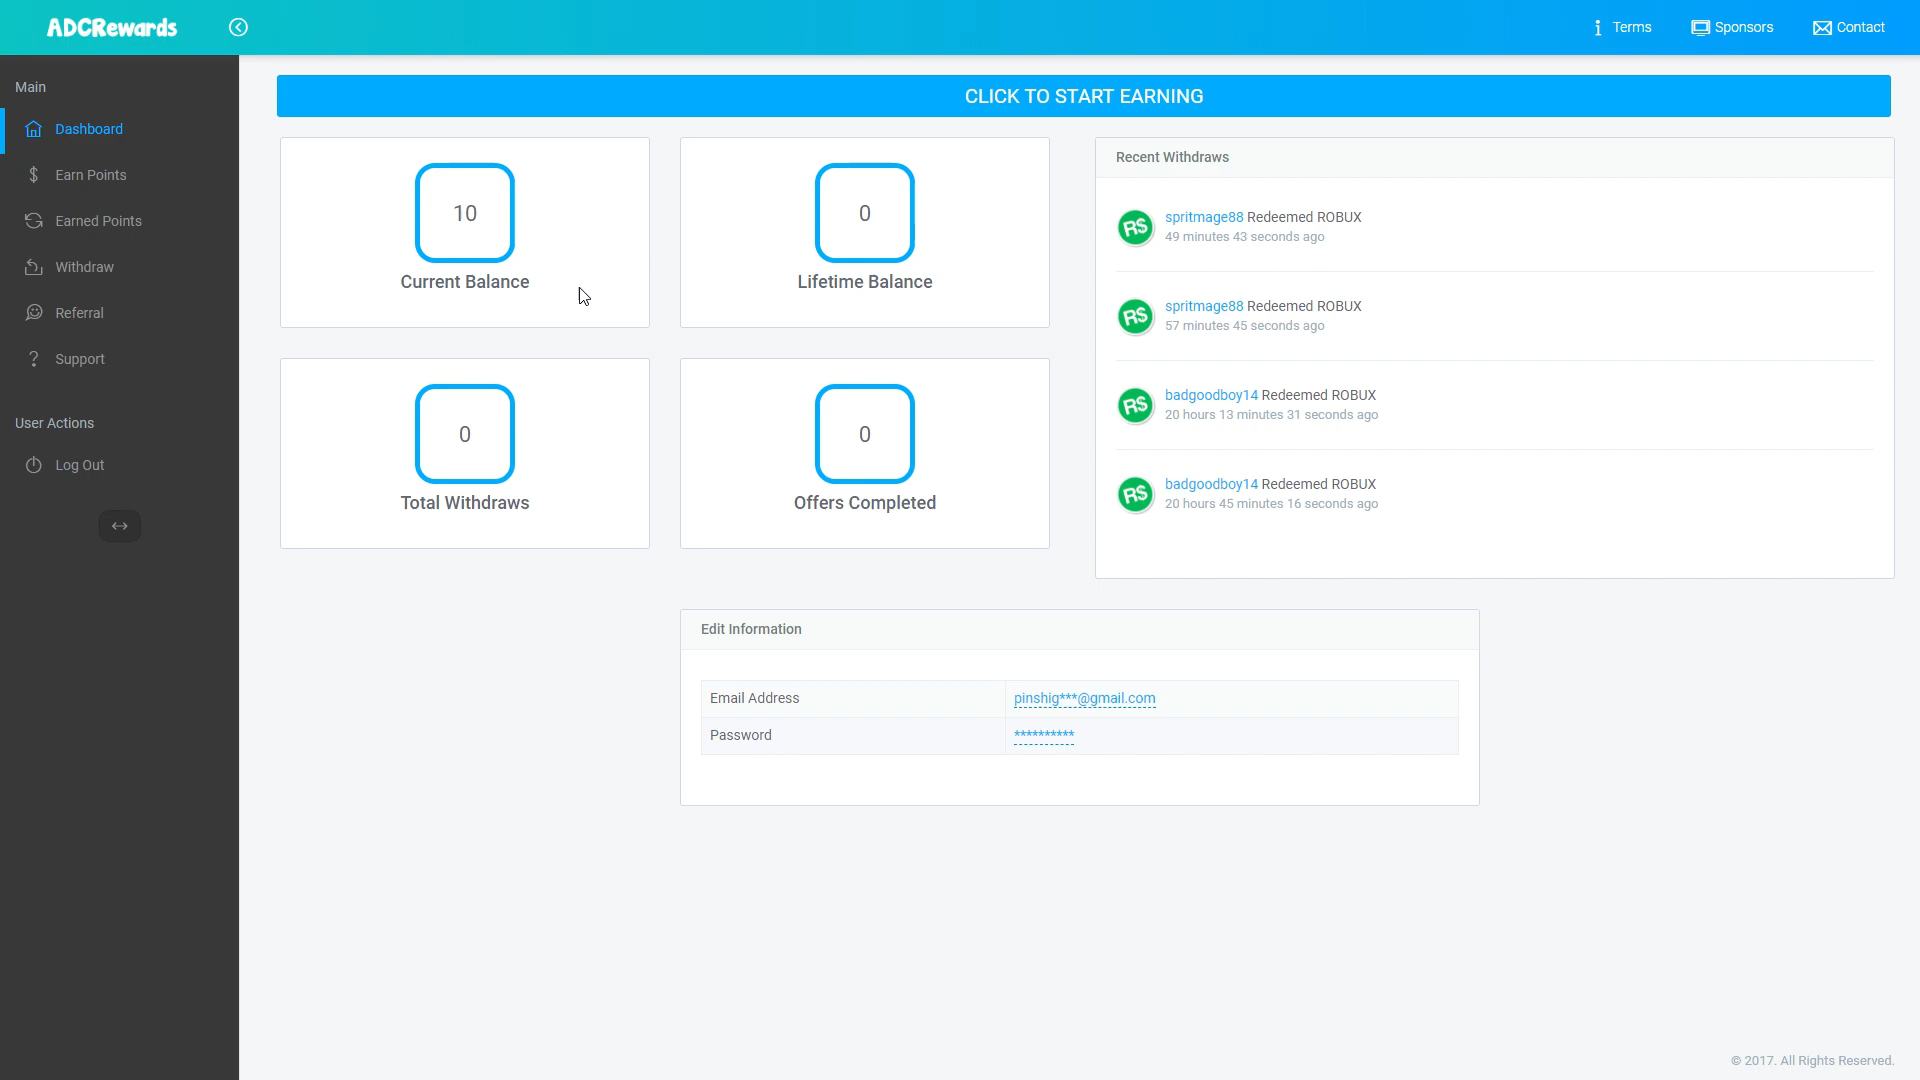 ADCRewards
Terms
Sponsors
Contact
Main
Dashboard
Earn Points
Earned Points
Withdraw
Referral
Support
User Actions
Log Out
CLICK TO START EARNING
10
Current Balance
0
Lifetime Balance
0
Total Withdraws
0
Offers Completed
Recent Withdraws
R$
spritmage88 Redeemed ROBUX
49 minutes 43 seconds ago
R$
spritmage88 Redeemed ROBUX
57 minutes 45 seconds ago
R$
badgoodboy14 Redeemed ROBUX
20 hours 13 minutes 31 seconds ago
R$
badgoodboy14 Redeemed ROBUX
20 hours 45 minutes 16 seconds ago
Edit Information
Email Address pinshig***@gmail.com
Password **********
© 2017. All Rights Reserved.